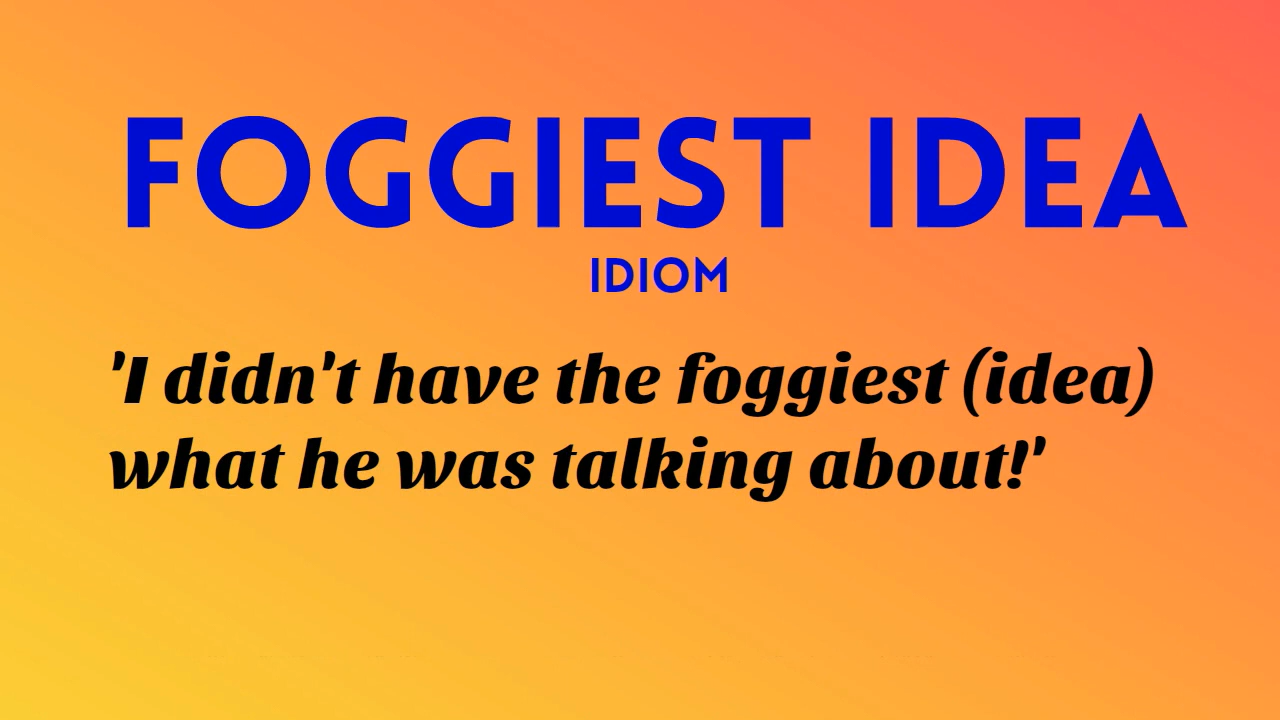 FOGGIEST IDEA
IDIOM
'I didn't have the foggiest (idea)
what he was talking about!'